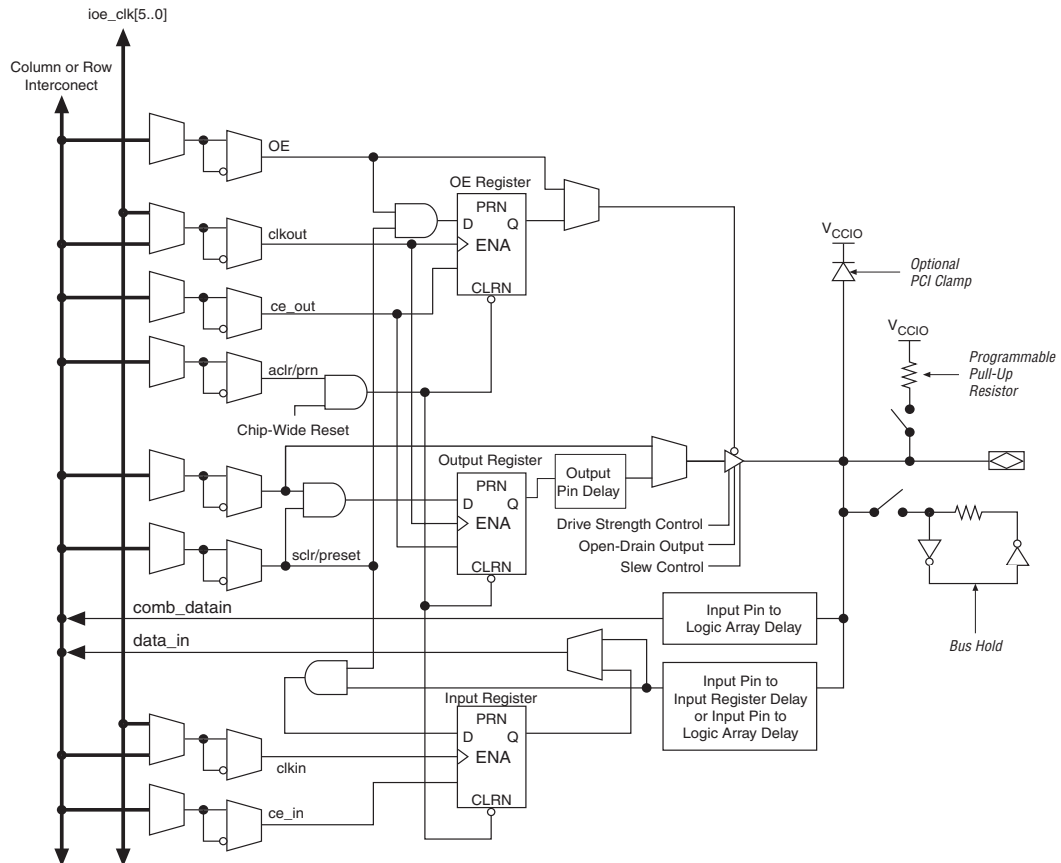 ioe_clk[5..0]
Column or Row
Interconect
OE
OE Register
PRN
D
Q
clkout
ENA
VCCIO
Optional
PCI Clamp
ce_out
CLRN
VCCIO
Programmable
Pull-Up
Resistor
aclr/prn
Chip-Wide Reset
Output Register
PRN
D
Q
Output
Pin Delay
ENA
Drive Strength Control
Open-Drain Output
Slew Control
sclr/preset
CLRN
comb_datain
Input Pin to
Logic Array Delay
Bus Hold
data_in
Input Pin to
Input Register Delay
or Input Pin to
Logic Array Delay
Input Register
PRN
D
Q
clkin
ENA
ce_in
CLRN